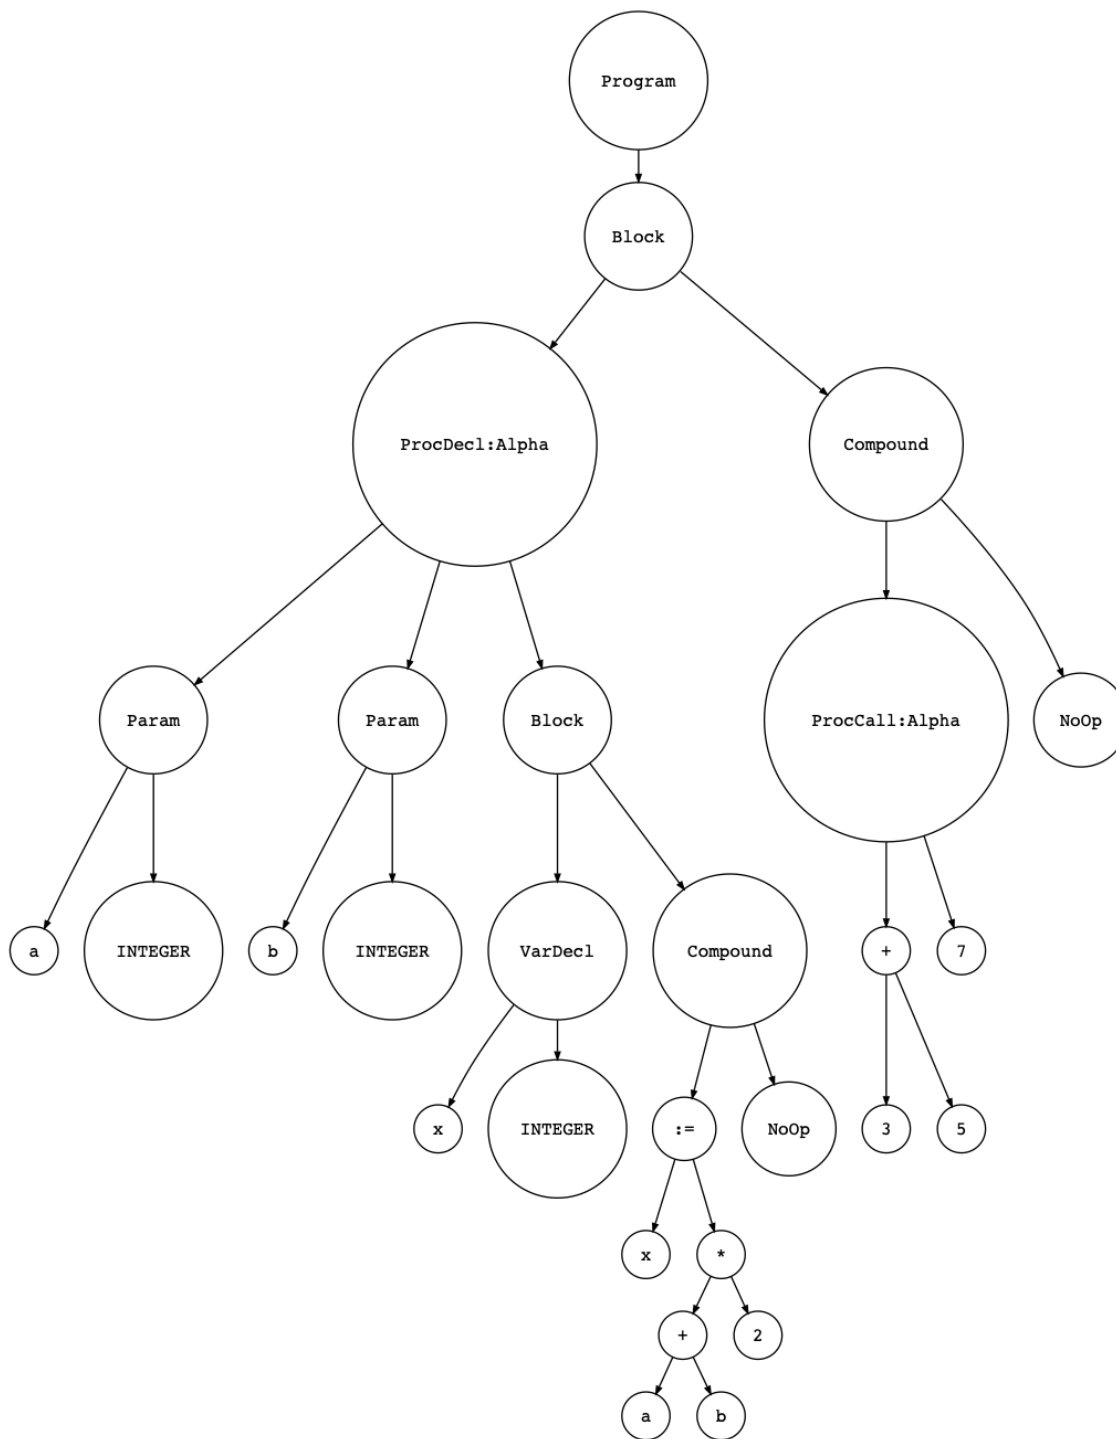 Program
Block
ProcDecl:Alpha
Compound
Param
Param
Block
ProcCall:Alpha
NoOp
a
INTEGER
b
INTEGER
VarDecl
Compound
+
7
x
INTEGER
:=
NoOp
3
5
x
*
+
2
a
b